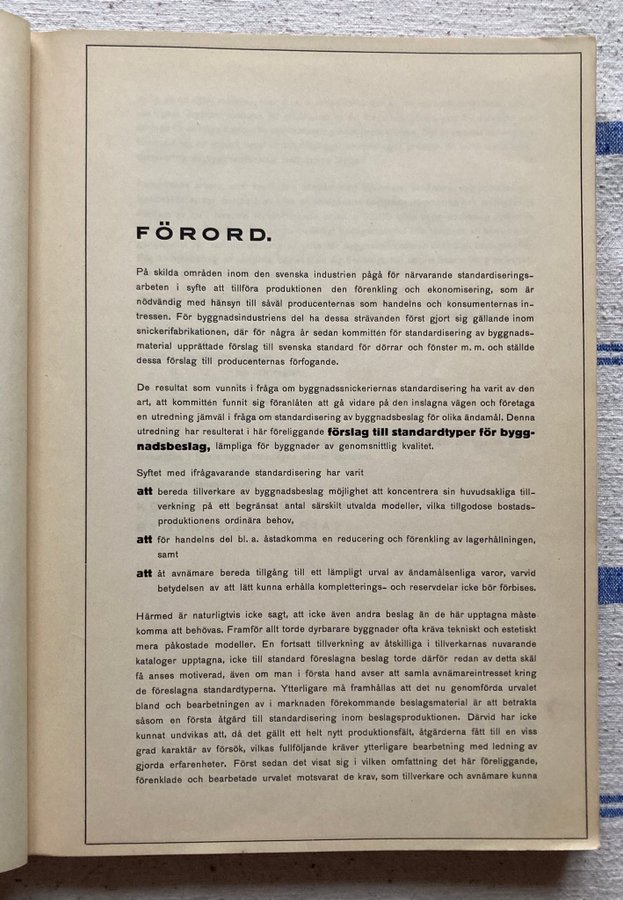 FÖRORD.
På skilda områden inom den svenska industrien pågå för närvarande standardiserings-
arbeten i syfte att tillföra produktionen den förenkling och ekonomisering, som är
nödvändig med hänsyn till såväl producenternas som handelns och konsumenternas in-
tressen. För byggnadsindustriens del ha dessa strävanden först gjort sig gällande inom
snickerifabrikationen, där för några år sedan kommittén för standardisering av byggnads-
material upprättade förslag till svenska standard för dörrar och fönster m. m. och ställde
dessa förslag till producenternas förfogande.
De resultat som vunnits i fråga om byggnadssnickeriernas standardisering ha varit av den
art, att kommittén funnit sig föranlåten att gå vidare på den inslagna vägen och företaga
en utredning jämväl i fråga om standardisering av byggnadsbeslag för olika ändamål. Denna
utredning har resulterat i här föreliggande förslag till standardtyper för bygg-
nadsbeslag, lämpliga för byggnader av genomsnittlig kvalitet.
Syftet med ifrågavarande standardisering har varit
att bereda tillverkare av byggnadsbeslag möjlighet att koncentrera sin huvudsakliga till-
verkning på ett begränsat antal särskilt utvalda modeller, vilka tillgodose bostads-
produktionens ordinära behov,
att för handelns del bl. a. åstadkomma en reducering och förenkling av lagerhållningen,
samt
att åt avnämare bereda tillgång till ett lämpligt urval av ändamålsenliga varor, varvid
betydelsen av att lätt kunna erhålla kompletterings- och reservdelar icke bör förbises.
Härmed är naturligtvis icke sagt, att icke även andra beslag än de här upptagna måste
komma att behövas. Framför allt torde dyrbarare byggnader ofta kräva tekniskt och estetiskt
mera påkostade modeller. En fortsatt tillverkning av åtskilliga i tillverkarnas nuvarande
kataloger upptagna, icke till standard föreslagna beslag torde därför redan av detta skäl
få anses motiverad, även om man i första hand avser att samla avnämareintresset kring
de föreslagna standardtyperna. Ytterligare må framhållas att det nu genomförda urvalet
bland och bearbetningen av i marknaden förekommande beslagsmaterial är att betrakta
såsom en första åtgärd till standardisering inom beslagsproduktionen. Därvid har icke
kunnat undvikas att, då det gällt ett helt nytt produktionsfält, åtgärderna fått till en viss
grad karaktär av försök, vilkas fullföljande kräver ytterligare bearbetning med ledning av
gjorda erfarenheter. Först sedan det visat sig i vilken omfattning det här föreliggande,
förenklade och bearbetade urvalet motsvarat de krav, som tillverkare och avnämare kunna